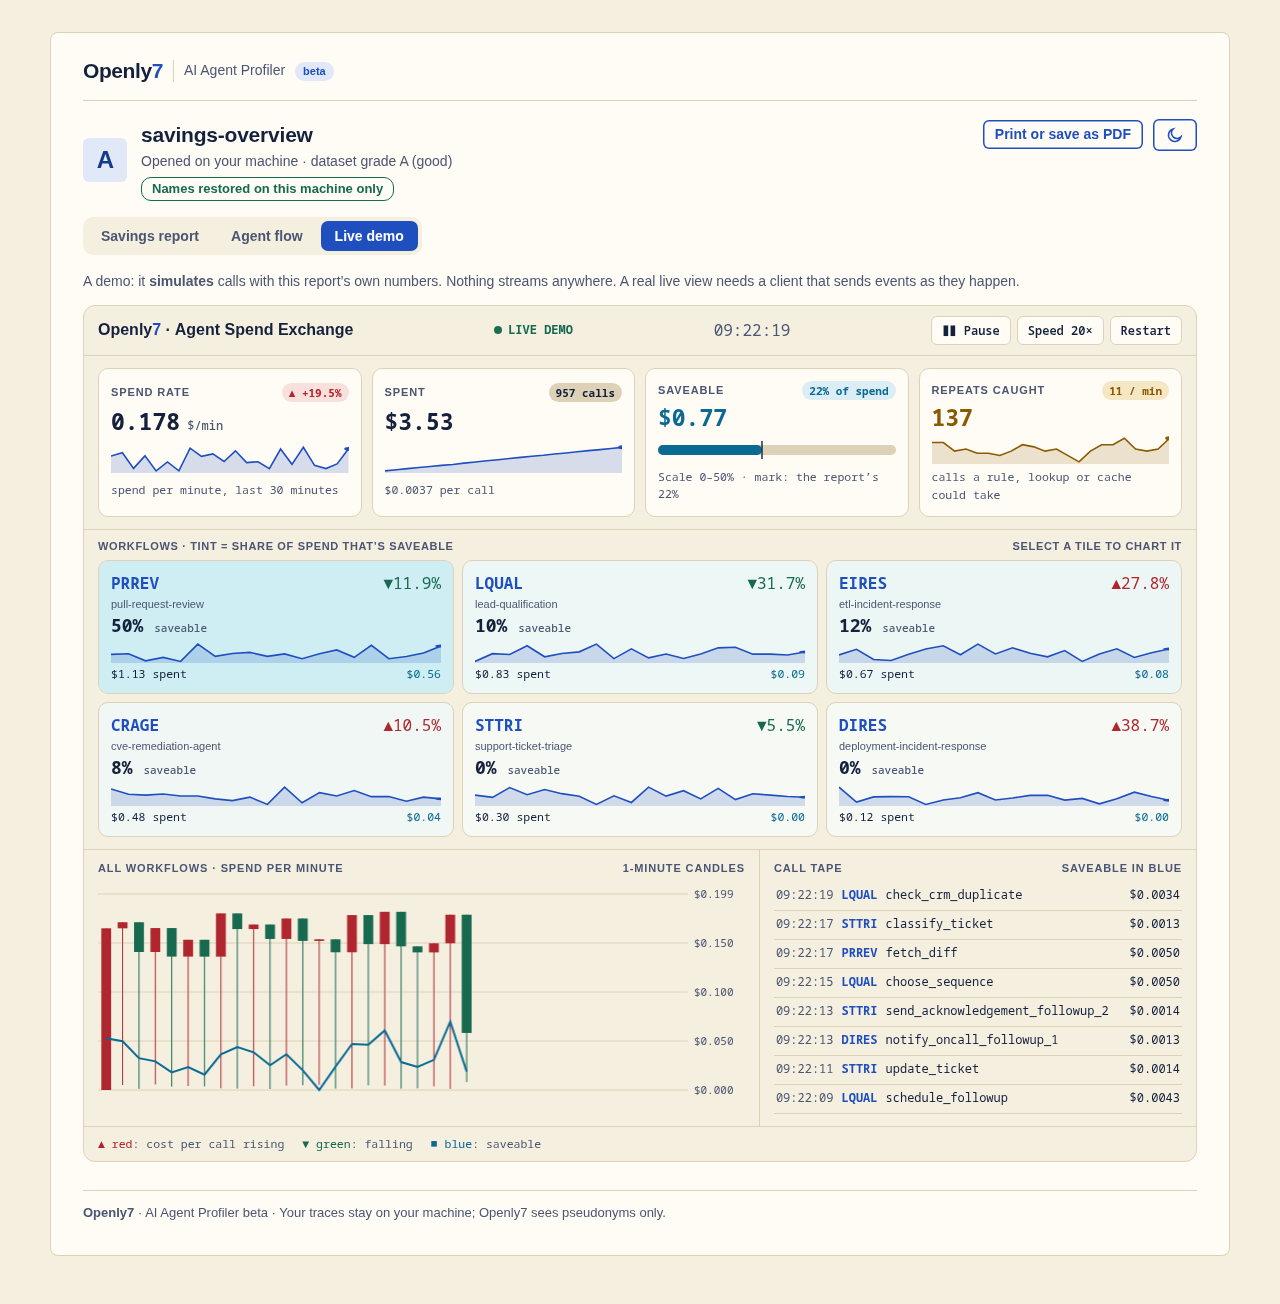 Openly7 AI Agent Profiler beta
A
savings-overview
Opened on your machine · dataset grade A (good)
Names restored on this machine only
Print or save as PDF
Savings report Agent flow Live demo
A demo: it simulates calls with this report's own numbers. Nothing streams anywhere. A real live view needs a client that sends events as they happen.
Openly7 · Agent Spend Exchange
LIVE DEMO
09:22:19
Pause Speed 20× Restart
SPEND RATE ▲ +19.5%
0.178 $/min
spend per minute, last 30 minutes
SPENT 957 calls
$3.53
$0.0037 per call
SAVEABLE 22% of spend
$0.77
Scale 0–50% · mark: the report's
22%
REPEATS CAUGHT 11 / min
137
calls a rule, lookup or cache
could take
WORKFLOWS · TINT = SHARE OF SPEND THAT'S SAVEABLE SELECT A TILE TO CHART IT
PRREV ▼11.9%
pull-request-review
50% saveable
$1.13 spent $0.56
LQUAL ▼31.7%
lead-qualification
10% saveable
$0.83 spent $0.09
EIRES ▲27.8%
etl-incident-response
12% saveable
$0.67 spent $0.08
CRAGE ▲10.5%
cve-remediation-agent
8% saveable
$0.48 spent $0.04
STTRI ▼5.5%
support-ticket-triage
0% saveable
$0.30 spent $0.00
DIRES ▲38.7%
deployment-incident-response
0% saveable
$0.12 spent $0.00
ALL WORKFLOWS · SPEND PER MINUTE 1-MINUTE CANDLES
$0.199
$0.150
$0.100
$0.050
$0.000
CALL TAPE SAVEABLE IN BLUE
09:22:19 LQUAL check_crm_duplicate $0.0034
09:22:17 STTRI classify_ticket $0.0013
09:22:17 PRREV fetch_diff $0.0050
09:22:15 LQUAL choose_sequence $0.0050
09:22:13 STTRI send_acknowledgement_followup_2 $0.0014
09:22:13 DIRES notify_oncall_followup_1 $0.0013
09:22:11 STTRI update_ticket $0.0014
09:22:09 LQUAL schedule_followup $0.0043
▲ red: cost per call rising ▼ green: falling ■ blue: saveable
Openly7 · AI Agent Profiler beta · Your traces stay on your machine; Openly7 sees pseudonyms only.